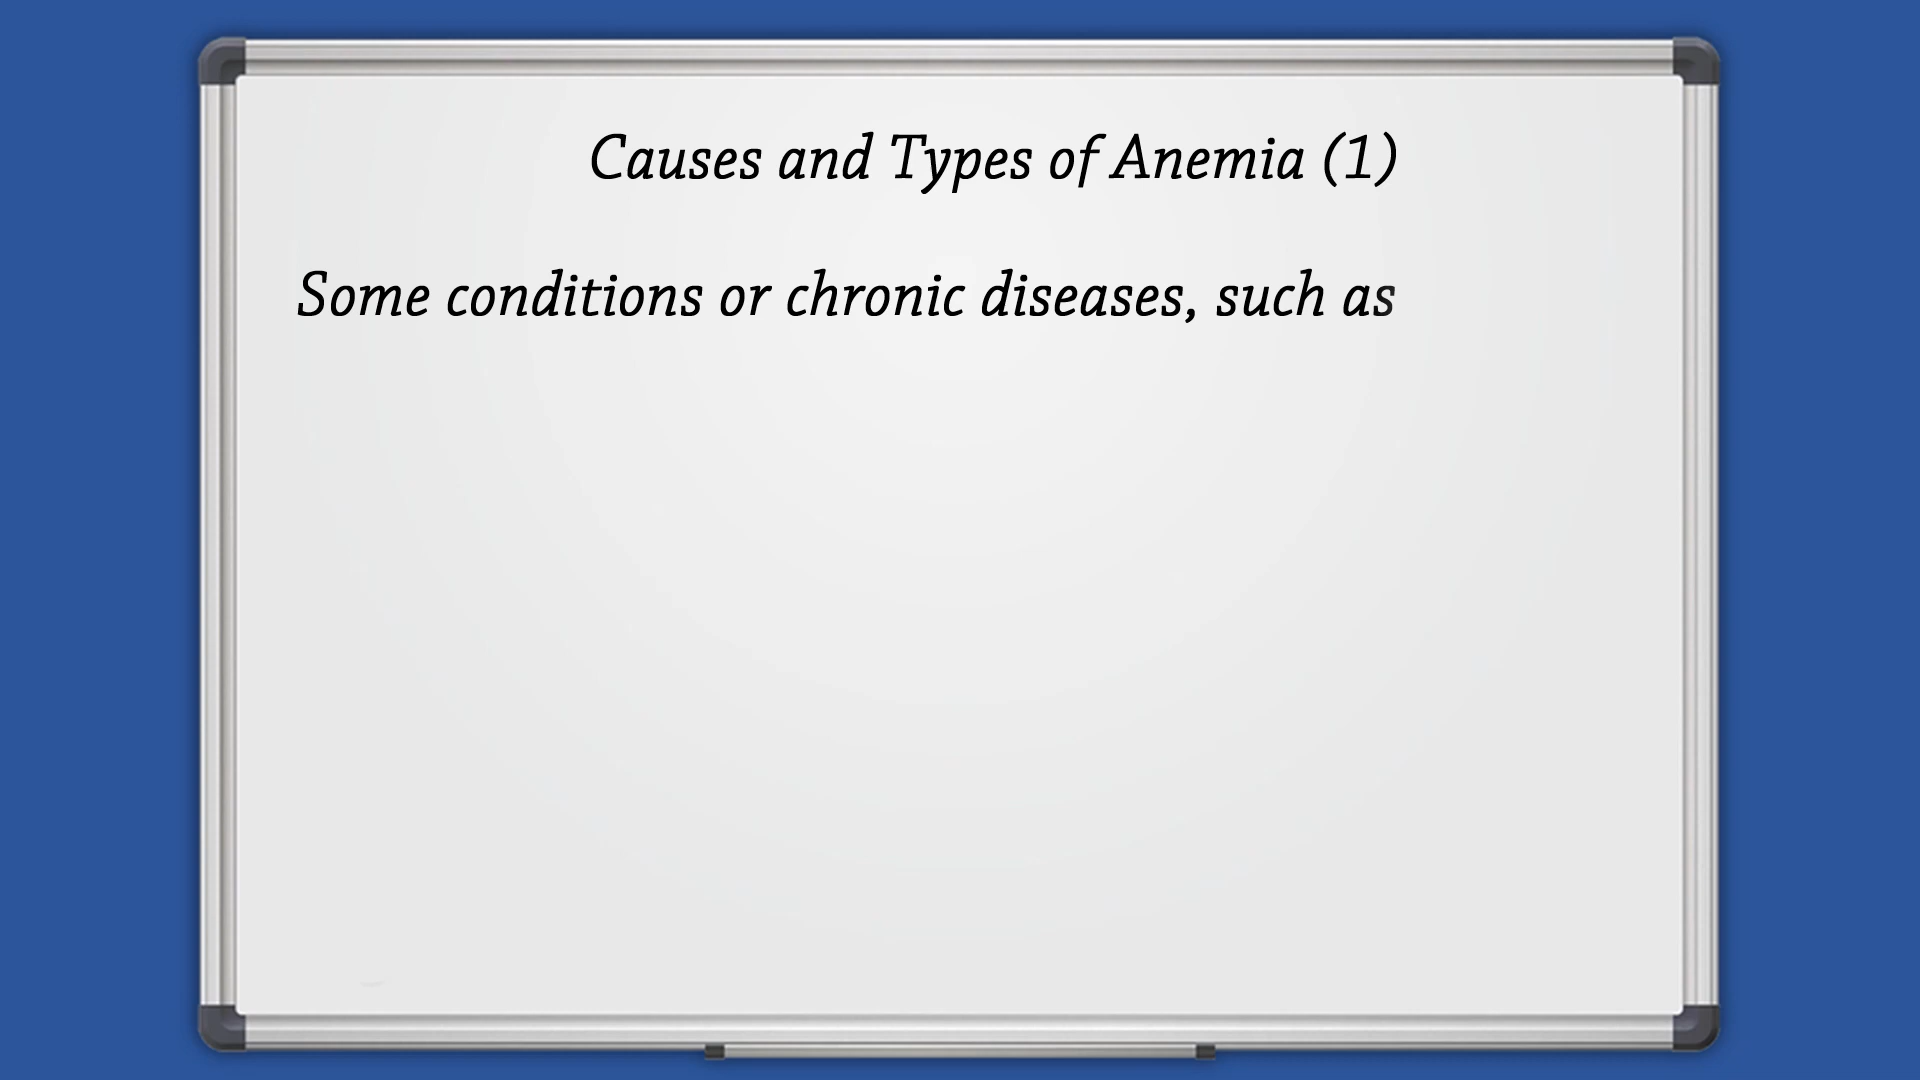 Causes and Types of Anemia (1)
Some conditions or chronic diseases, such as